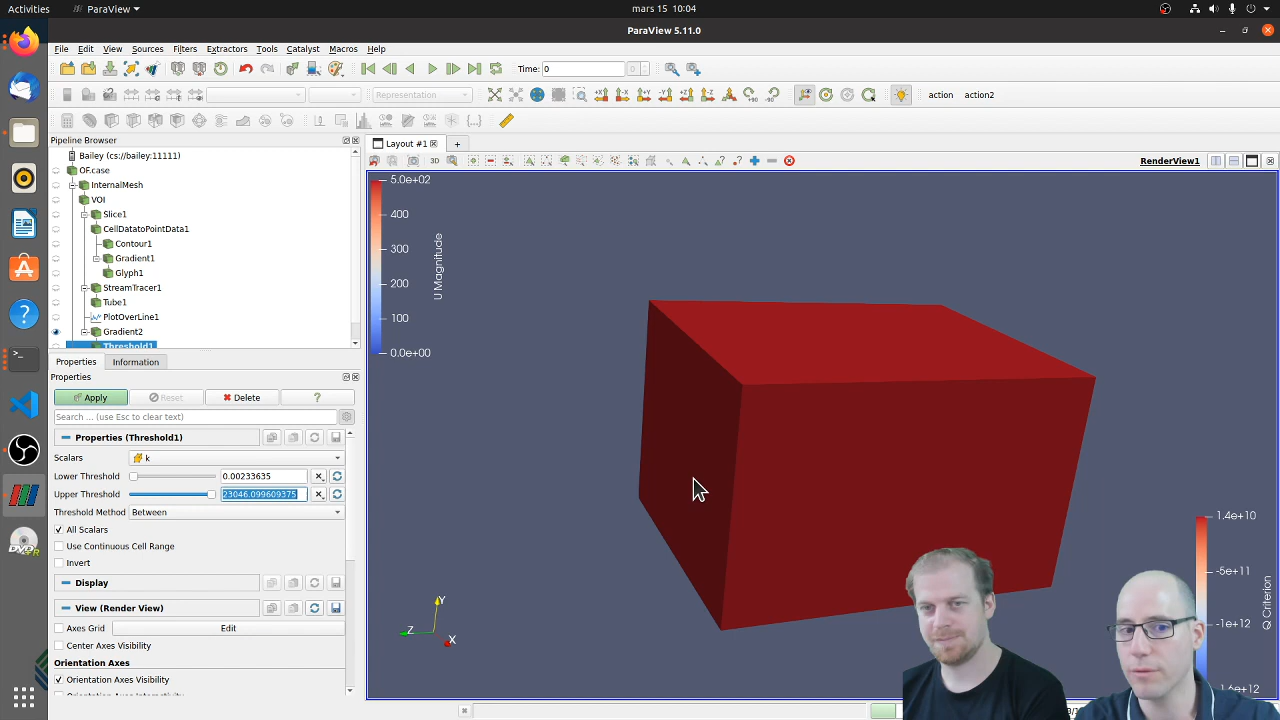 Activities
ParaView
mars 15 10:04
ParaView 5.11.0
File Edit View Sources Filters Extractors Tools Catalyst Macros Help
Time: 0
0
Representation
action action2
Pipeline Browser
Layout #1
RenderView1
3D
Bailey (cs://bailey:11111)
OF.case
InternalMesh
VOI
Slice1
CellDatatoPointData1
Contour1
Gradient1
Glyph1
StreamTracer1
Tube1
PlotOverLine1
Gradient2
Threshold1
Properties Information
Properties
Apply Reset Delete ?
Search ... (use Esc to clear text)
Properties (Threshold1)
Scalars k
Lower Threshold 0.00233635
Upper Threshold 23046.099609375
Threshold Method Between
All Scalars
Use Continuous Cell Range
Invert
Display
View (Render View)
Axes Grid Edit
Center Axes Visibility
Orientation Axes
Orientation Axes Visibility
5.0e+02
400
300
200
100
0.0e+00
U Magnitude
Y
Z
X
1.4e+10
-5e+11
-1e+12
Q Criterion